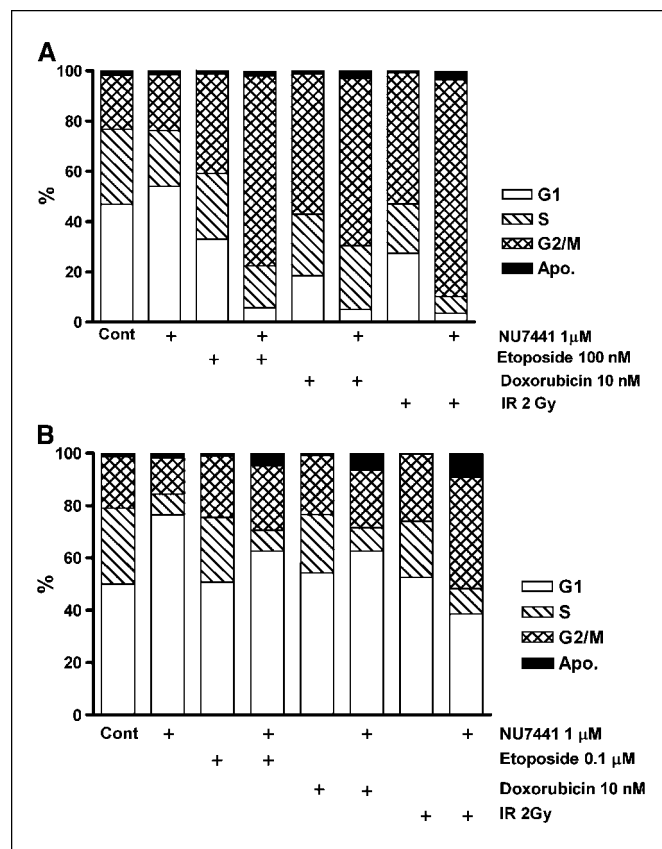 A
100
80
60
40
20
0
%
G1
S
G2/M
Apo.
Cont + + + + NU7441 1μM
+ + Etoposide 100 nM
+ + Doxorubicin 10 nM
+ + IR 2 Gy
B
100
80
60
40
20
0
%
G1
S
G2/M
Apo.
Cont + + + + NU7441 1 μM
+ + Etoposide 0.1 μM
+ + Doxorubicin 10 nM
+ + IR 2Gy